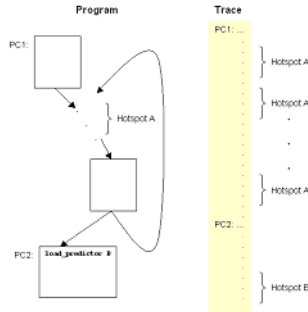 Program
Trace
PC1:
PC1: ...
Hotspot A
Hotspot A
Hotspot A
Hotspot A
PC2:
load_predictor B
PC2: ...
Hotspot B